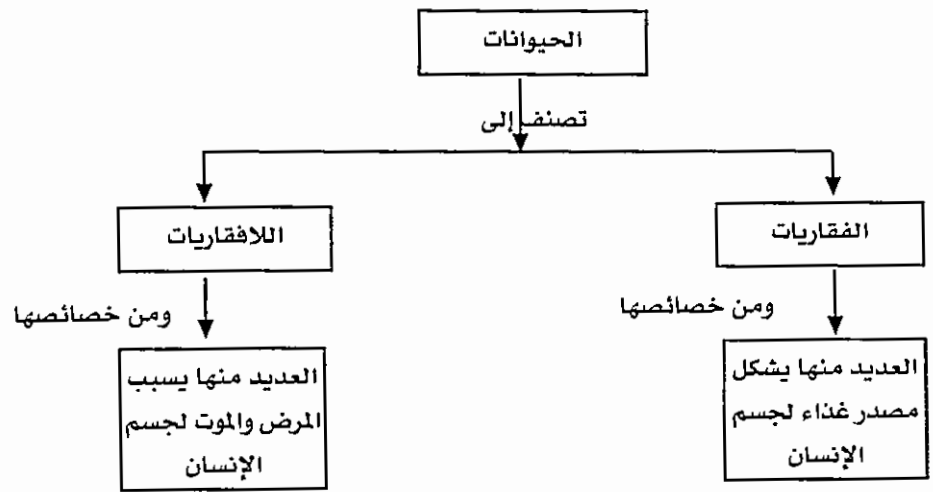 الحيوانات
تصنف إلى
الفقاريات
اللافقاريات
ومن خصائصها
ومن خصائصها
العديد منها يشكل
مصدر غذاء لجسم
الإنسان
العديد منها يسبب
المرض والموت لجسم
الإنسان